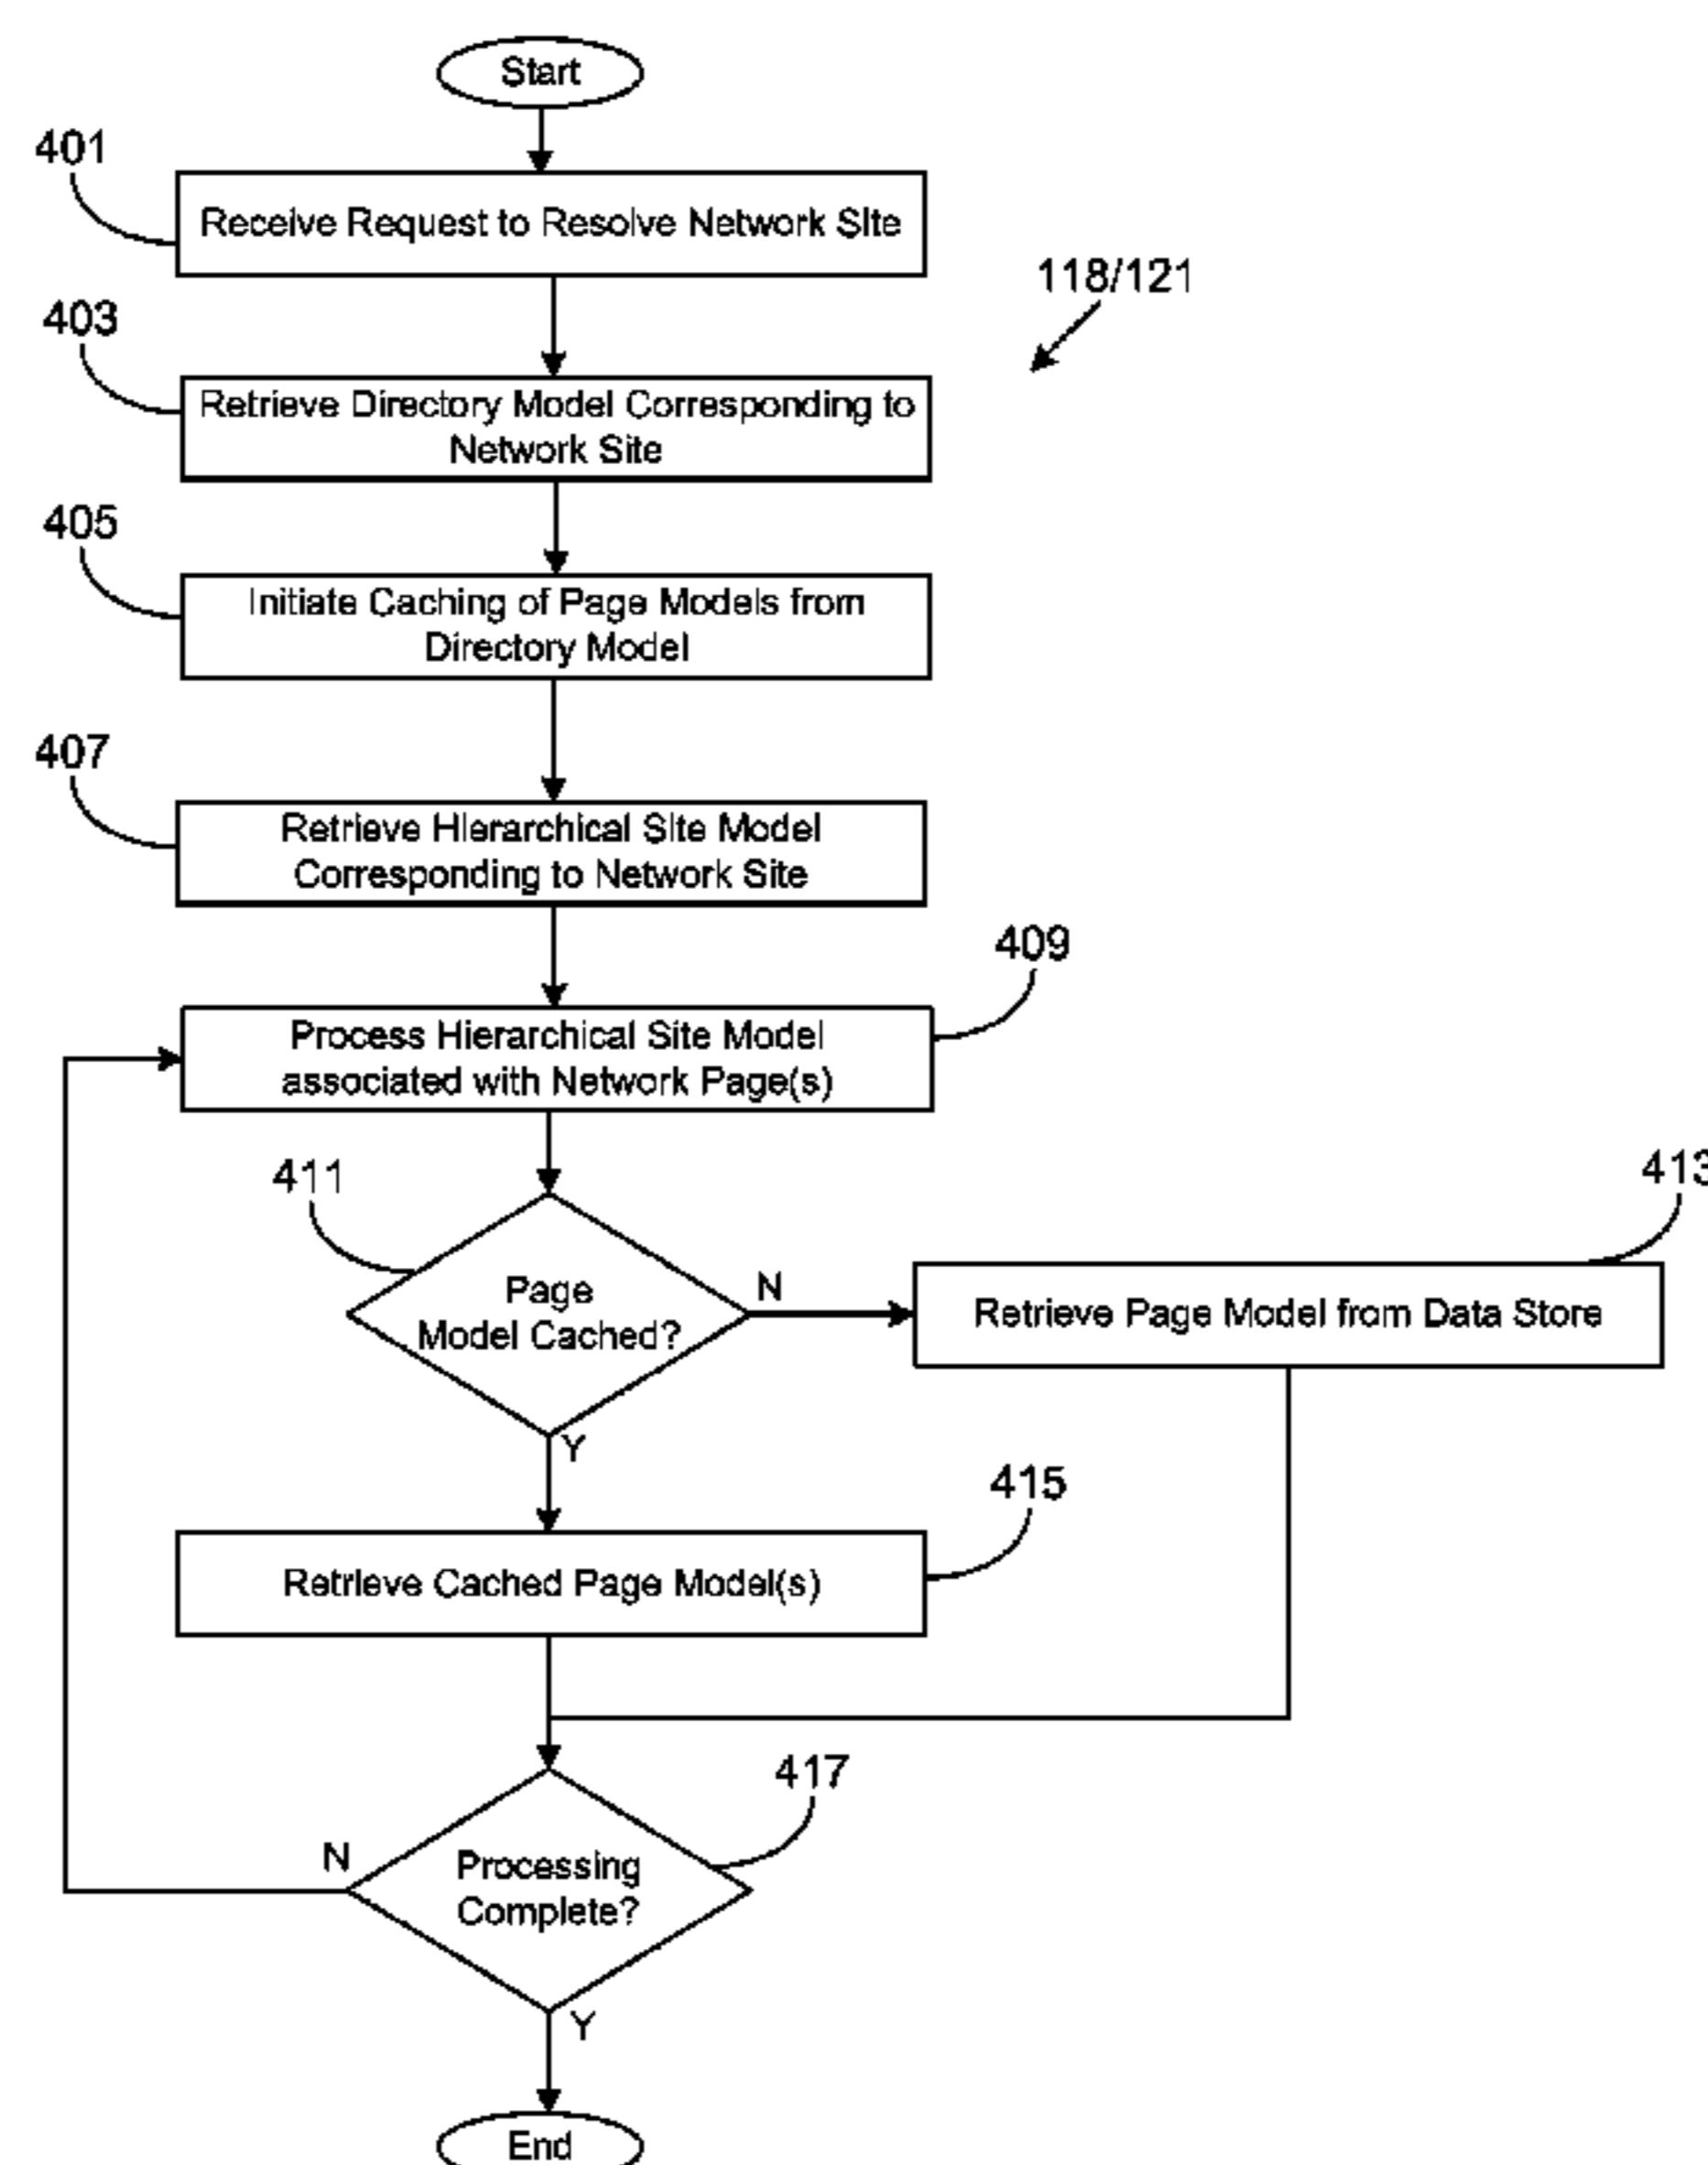 Start
401
Receive Request to Resolve Network Site
118/121
403
Retrieve Directory Model Corresponding to
Network Site
405
Initiate Caching of Page Models from
Directory Model
407
Retrieve Hierarchical Site Model
Corresponding to Network Site
409
Process Hierarchical Site Model
associated with Network Page(s)
411
Page
Model Cached?
N
413
Retrieve Page Model from Data Store
Y
415
Retrieve Cached Page Model(s)
417
N
Processing
Complete?
Y
End